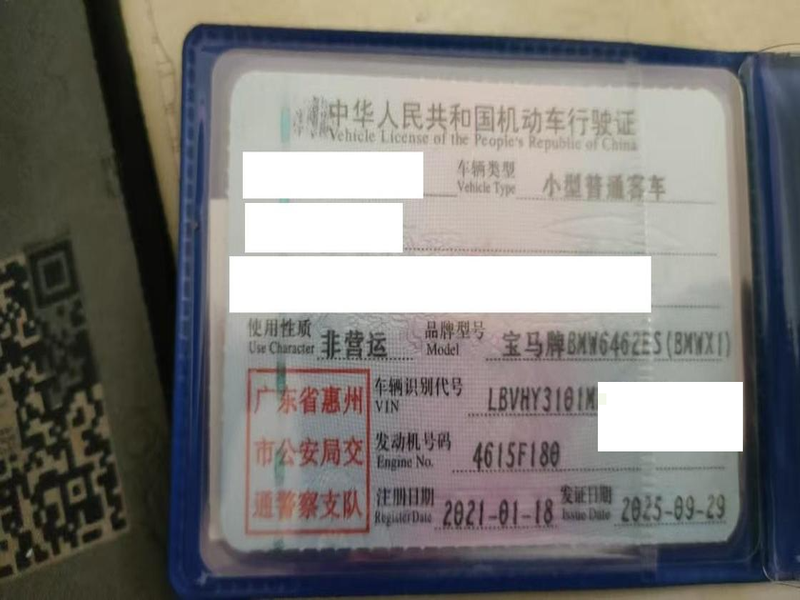 中华人民共和国机动车行驶证
Vehicle License of the People's Republic of China
车辆类型 小型普通客车
Vehicle Type
使用性质 非营运 品牌型号 宝马牌BMW6462ES(BMWX1)
Use Character Model
广东省惠州
市公安局交
通警察支队
车辆识别代号 LBVHY3101M
VIN
发动机号码 4615F180
Engine No.
注册日期 2021-01-18 发证日期 2025-09-29
Register Date Issue Date